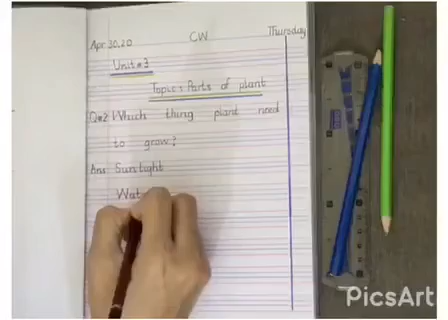 Apr 30,20 CW Thursday
Unit#3
Topic: Parts of plant
Q#2 Which thing plant need
to grow?
Ans: Sunlight
Wat
PicsArt